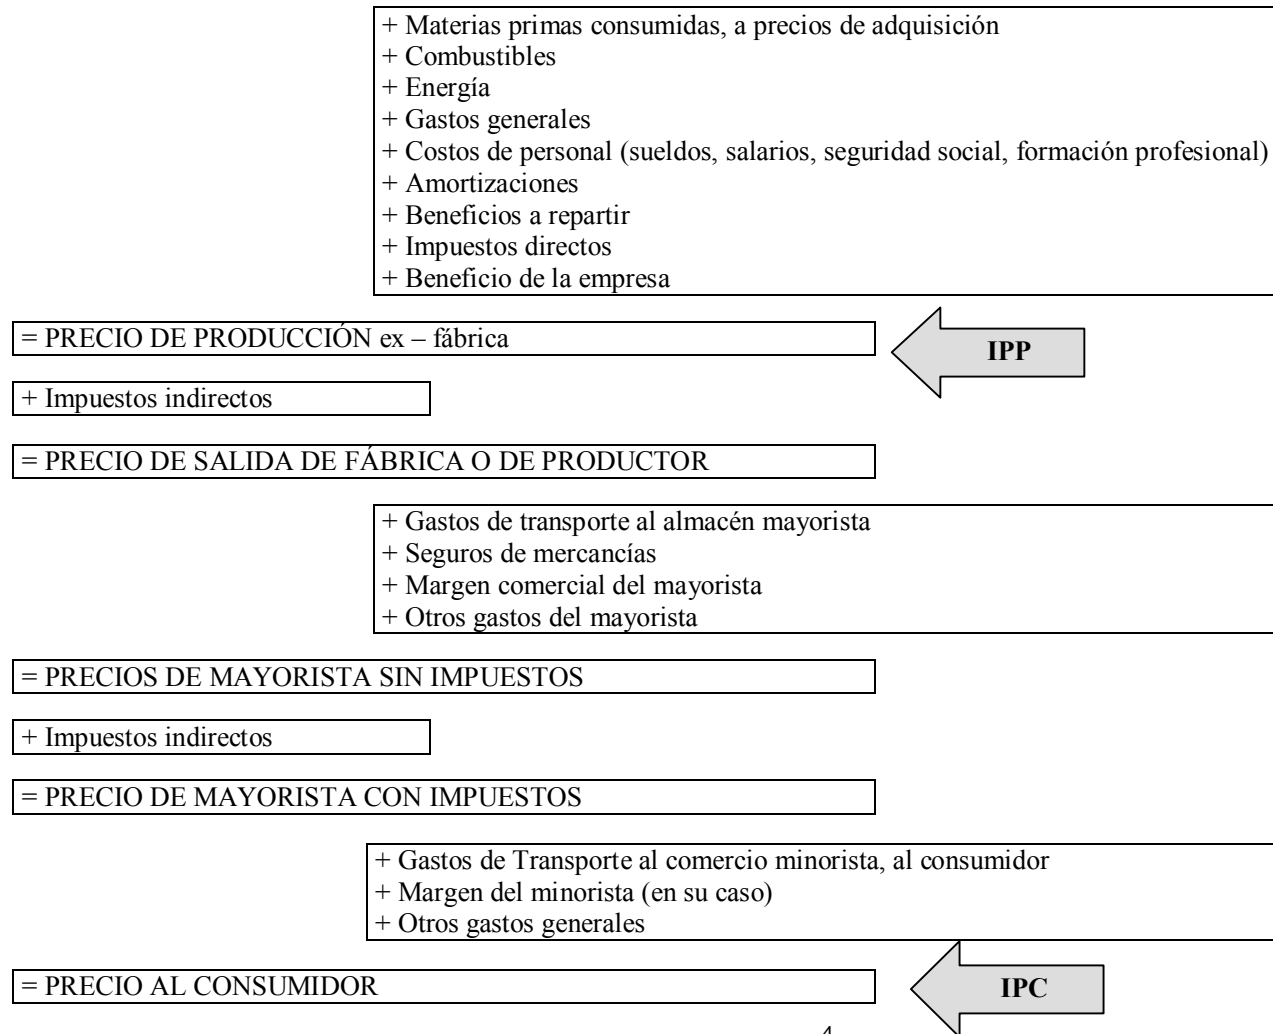 + Materias primas consumidas, a precios de adquisición
+ Combustibles
+ Energía
+ Gastos generales
+ Costos de personal (sueldos, salarios, seguridad social, formación profesional)
+ Amortizaciones
+ Beneficios a repartir
+ Impuestos directos
+ Beneficio de la empresa
= PRECIO DE PRODUCCIÓN ex – fábrica
IPP
+ Impuestos indirectos
= PRECIO DE SALIDA DE FÁBRICA O DE PRODUCTOR
+ Gastos de transporte al almacén mayorista
+ Seguros de mercancías
+ Margen comercial del mayorista
+ Otros gastos del mayorista
= PRECIOS DE MAYORISTA SIN IMPUESTOS
+ Impuestos indirectos
= PRECIO DE MAYORISTA CON IMPUESTOS
+ Gastos de Transporte al comercio minorista, al consumidor
+ Margen del minorista (en su caso)
+ Otros gastos generales
= PRECIO AL CONSUMIDOR
IPC
4